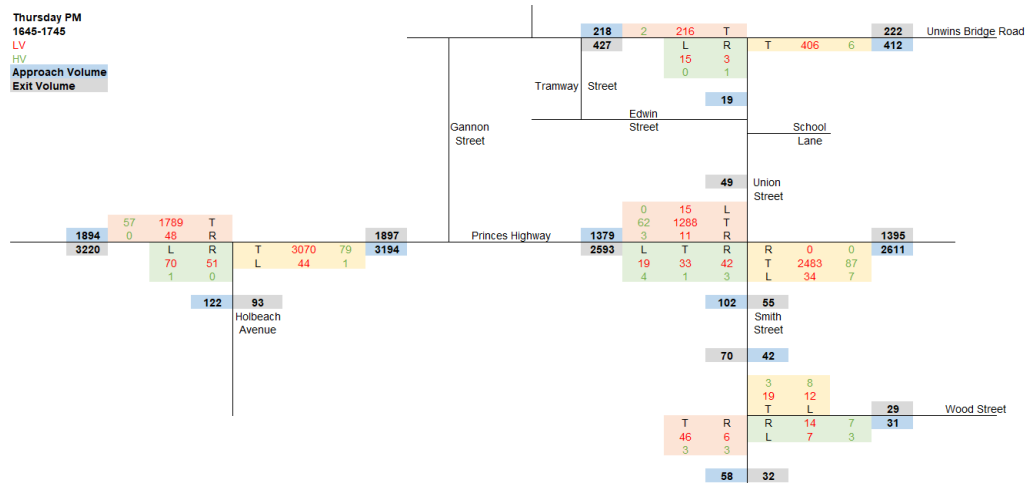 Thursday PM
1645-1745
LV
HV
Approach Volume
Exit Volume
218 2 216 T 222 Unwins Bridge Road
427 L R T 406 6 412
15 3
0 1
Tramway Street
19
Edwin
Street
Gannon
Street
School
Lane
49 Union
Street
0 15 L
57 1789 T 62 1288 T
1894 0 48 R 1897 Princes Highway 1379 3 11 R 1395
3220 L R T 3070 79 3194 2593 L T R R 0 0 2611
70 51 L 44 1 19 33 42 T 2483 87
1 0 4 1 3 L 34 7
122 93 102 55
Holbeach
Avenue
Smith
Street
70 42
3 8
19 12
T L 29 Wood Street
T R R 14 7 31
46 6 L 7 3
3 3
58 32